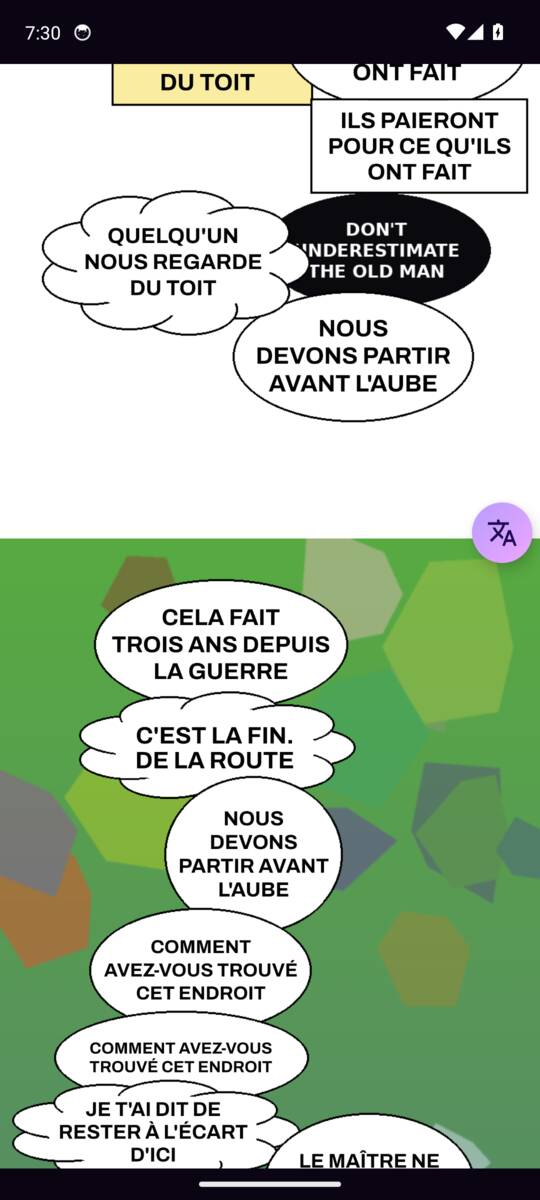 7:30
DU TOIT
ONT FAIT
ILS PAIERONT
POUR CE QU'ILS
ONT FAIT
QUELQU'UN
NOUS REGARDE
DU TOIT
DON'T
UNDERESTIMATE
THE OLD MAN
NOUS
DEVONS PARTIR
AVANT L'AUBE
CELA FAIT
TROIS ANS DEPUIS
LA GUERRE
C'EST LA FIN.
DE LA ROUTE
NOUS
DEVONS
PARTIR AVANT
L'AUBE
COMMENT
AVEZ-VOUS TROUVÉ
CET ENDROIT
COMMENT AVEZ-VOUS
TROUVÉ CET ENDROIT
JE T'AI DIT DE
RESTER À L'ÉCART
D'ICI
LE MAÎTRE NE